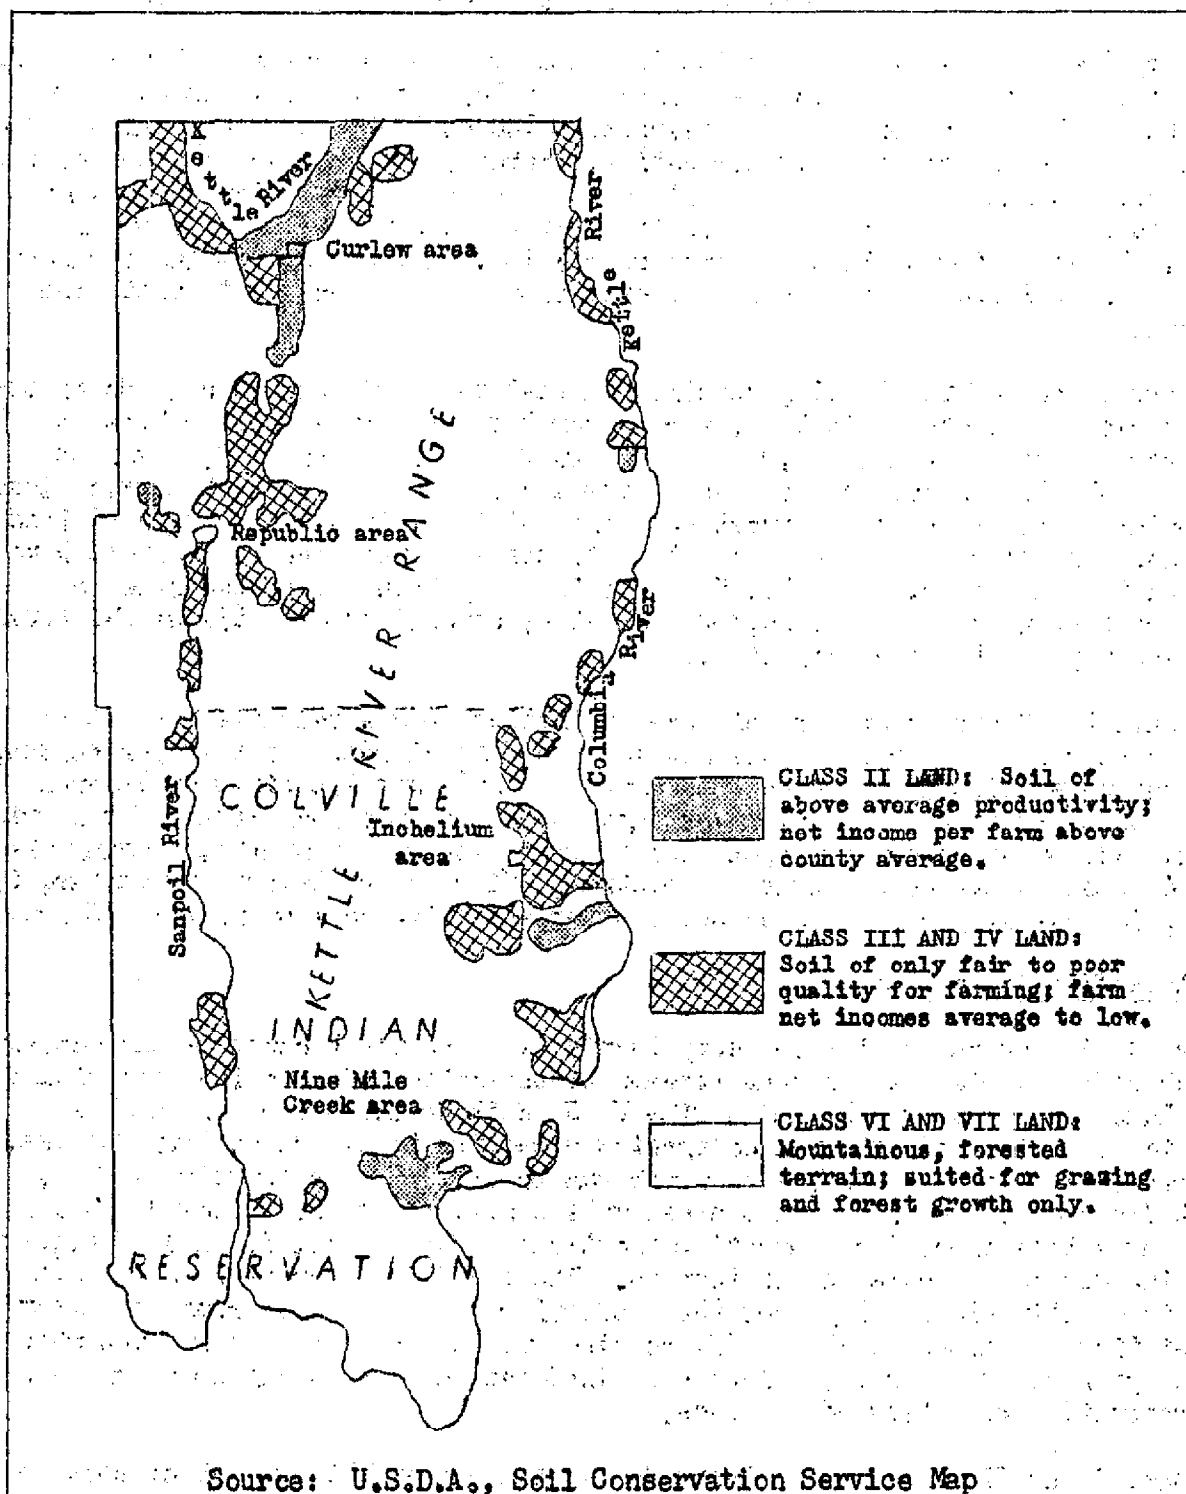 Kettle River
Curlew area
Kettle River
Republic area
KETTLE RIVER RANGE
Columbia River
Sanpoil River
COLVILLE
Inchelium
area
INDIAN
Nine Mile
Creek area
RESERVATION
CLASS II LAND: Soil of
above average productivity;
net income per farm above
county average.
CLASS III AND IV LAND:
Soil of only fair to poor
quality for farming; farm
net incomes average to low.
CLASS VI AND VII LAND:
Mountainous, forested
terrain; suited for grazing
and forest growth only.
Source: U.S.D.A., Soil Conservation Service Map